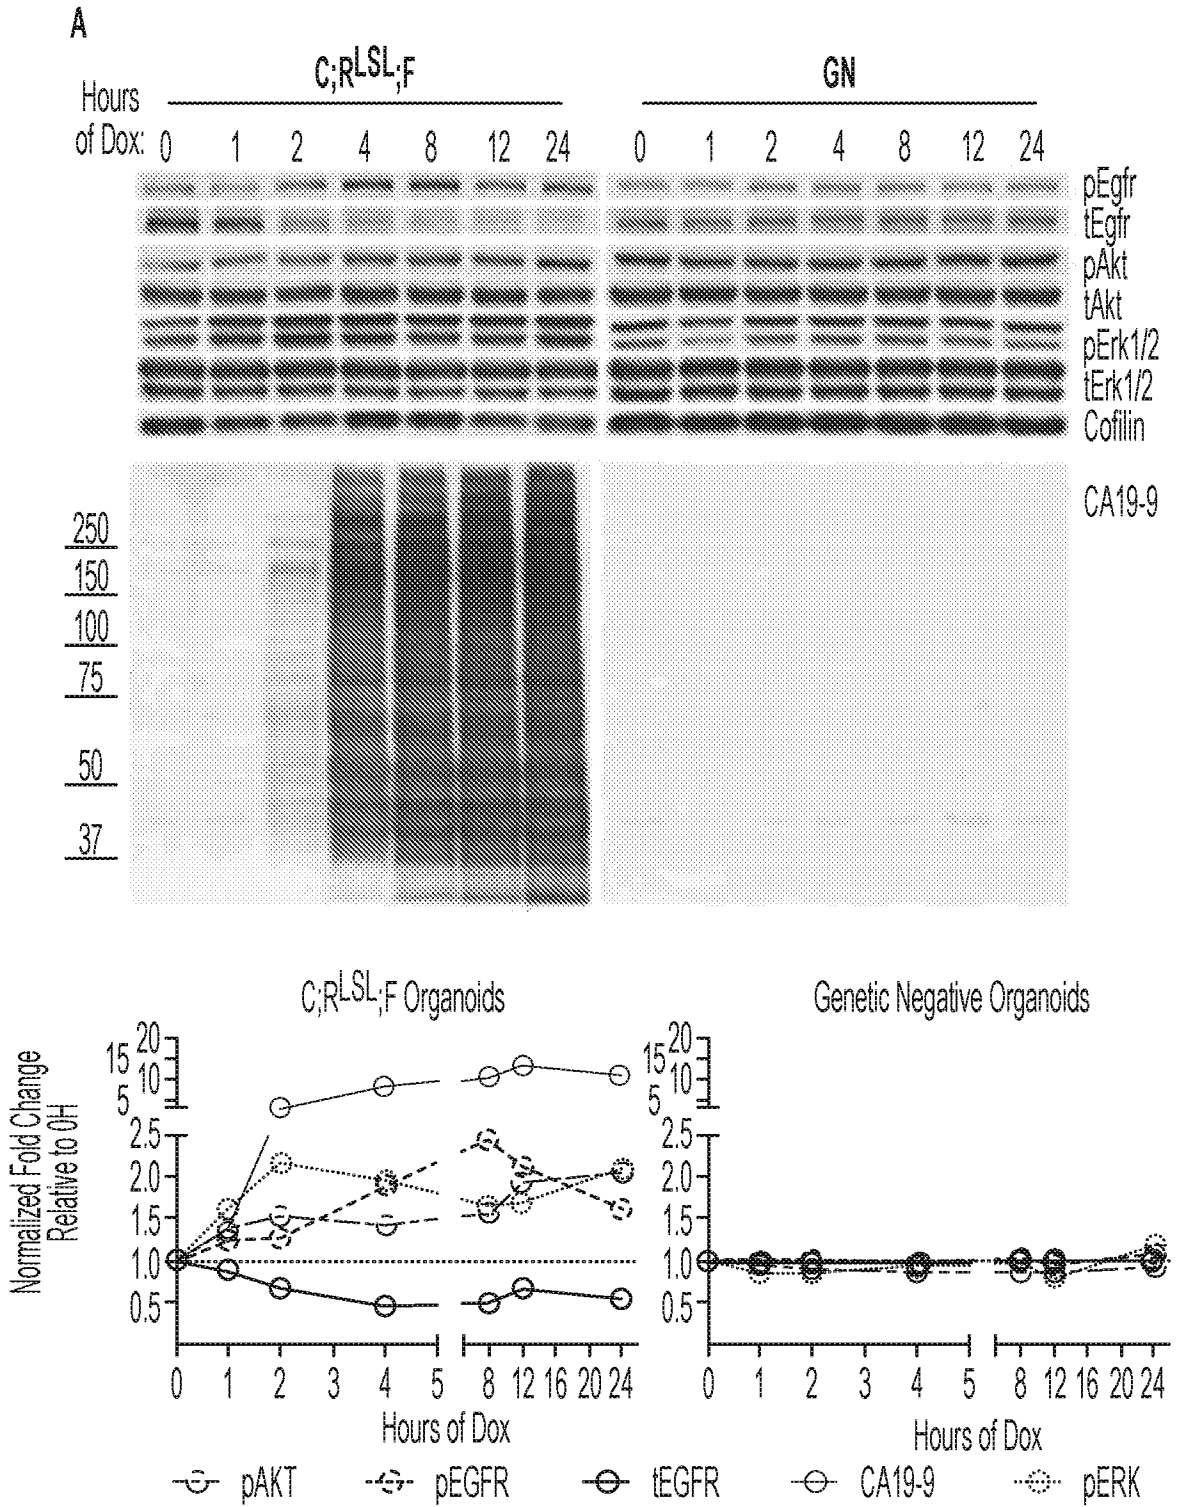 A
C;RLSL;F GN
Hours
of Dox: 0 1 2 4 8 12 24 0 1 2 4 8 12 24
pEgfr
tEgfr
pAkt
tAkt
pErk1/2
tErk1/2
Cofilin
CA19-9
250
150
100
75
50
37
C;RLSL;F Organoids Genetic Negative Organoids
Normalized Fold Change
Relative to 0H
20 20
15 15
10 10
5 5
2.5 2.5
2.0 2.0
1.5 1.5
1.0 1.0
0.5 0.5
0 1 2 3 4 5 8 12 16 20 24 0 1 2 3 4 5 8 12 16 20 24
Hours of Dox Hours of Dox
pAKT pEGFR tEGFR CA19-9 pERK